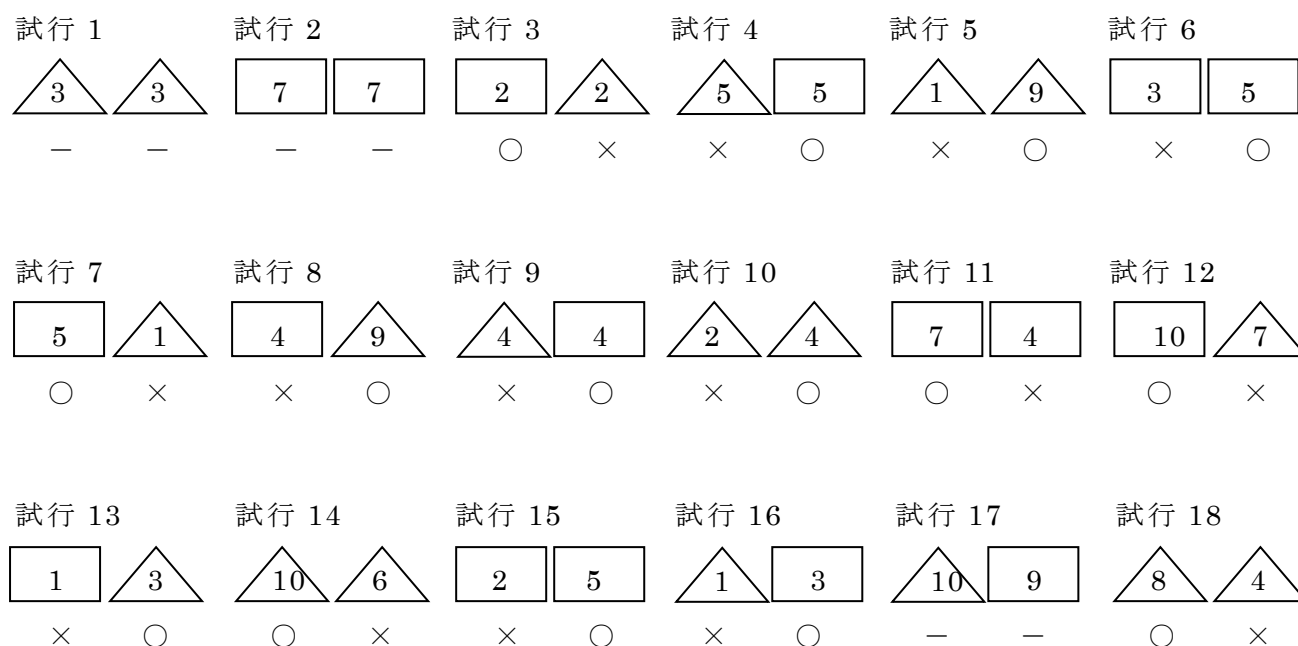 試行 1 試行 2 試行 3 試行 4 試行 5 試行 6
3 3 7 7 2 2 5 5 1 9 3 5
− − − − ○ × × ○ × ○ × ○
試行 7 試行 8 試行 9 試行 10 試行 11 試行 12
5 1 4 9 4 4 2 4 7 4 10 7
○ × × ○ × ○ × ○ ○ × ○ ×
試行 13 試行 14 試行 15 試行 16 試行 17 試行 18
1 3 10 6 2 5 1 3 10 9 8 4
× ○ ○ × × ○ × ○ − − ○ ×